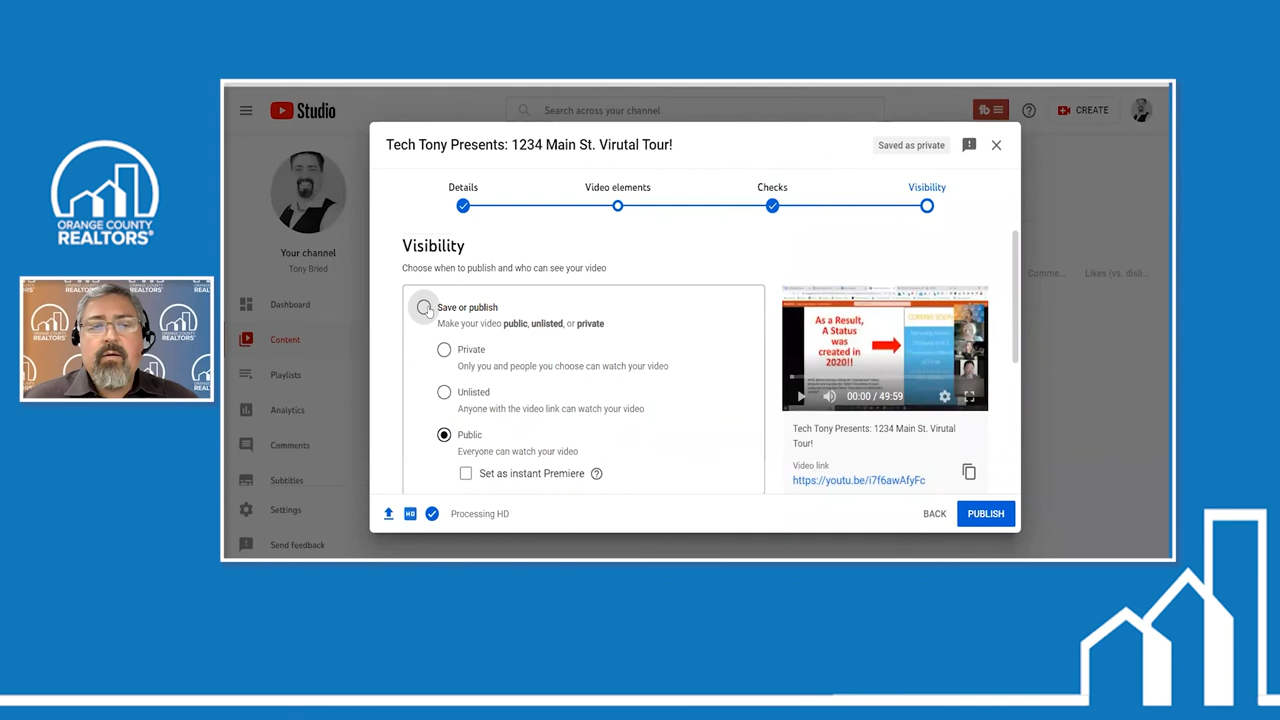 Studio
Search across your channel
CREATE
Tech Tony Presents: 1234 Main St. Virutal Tour!
Saved as private
Details
Video elements
Checks
Visibility
Visibility
Choose when to publish and who can see your video
Save or publish
Make your video public, unlisted, or private
Private
Only you and people you choose can watch your video
Unlisted
Anyone with the video link can watch your video
Public
Everyone can watch your video
Set as instant Premiere
As a Result,
A Status
was
created in
2020!!
00:00 / 49:59
Tech Tony Presents: 1234 Main St. Virutal
Tour!
Video link
https://youtu.be/i7f6awAfyFc
Processing HD
BACK
PUBLISH
Your channel
Tony Bried
Dashboard
Content
Playlists
Analytics
Comments
Subtitles
Settings
Send feedback
Comme...
Likes (vs. disli...
ORANGE COUNTY
REALTORS®